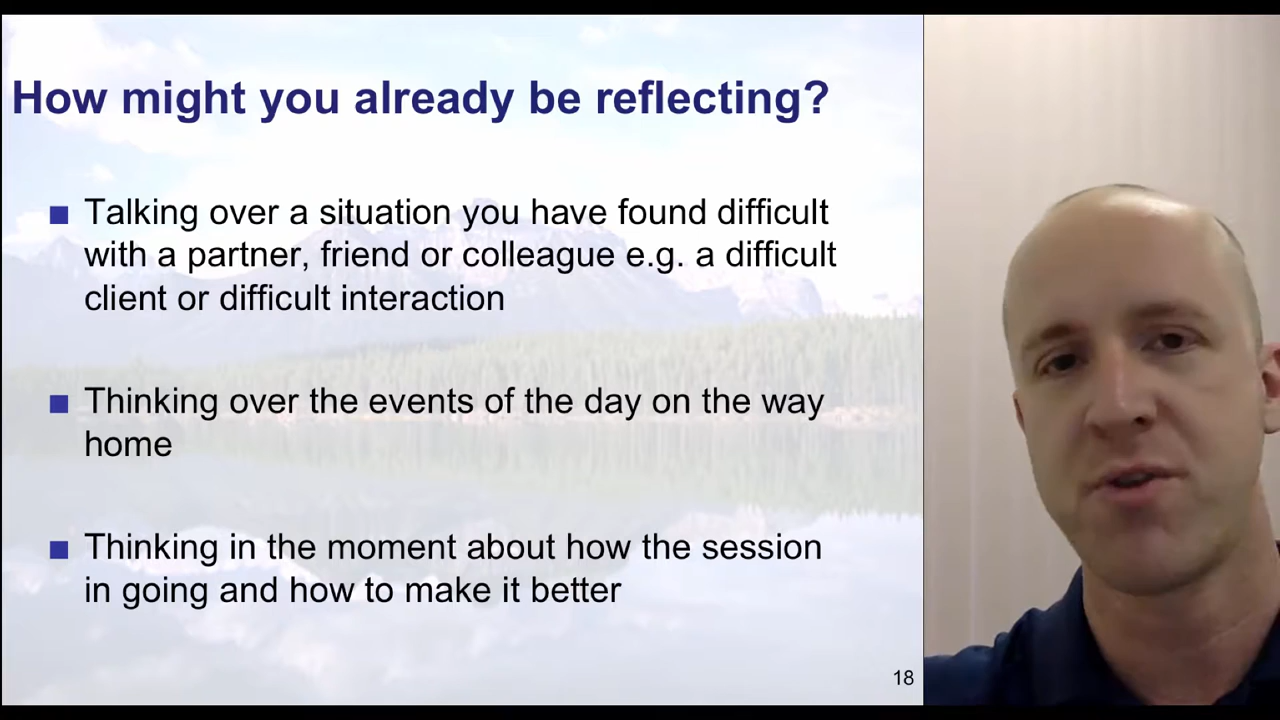 How might you already be reflecting?
■ Talking over a situation you have found difficult
with a partner, friend or colleague e.g. a difficult
client or difficult interaction
■ Thinking over the events of the day on the way
home
■ Thinking in the moment about how the session
in going and how to make it better
18